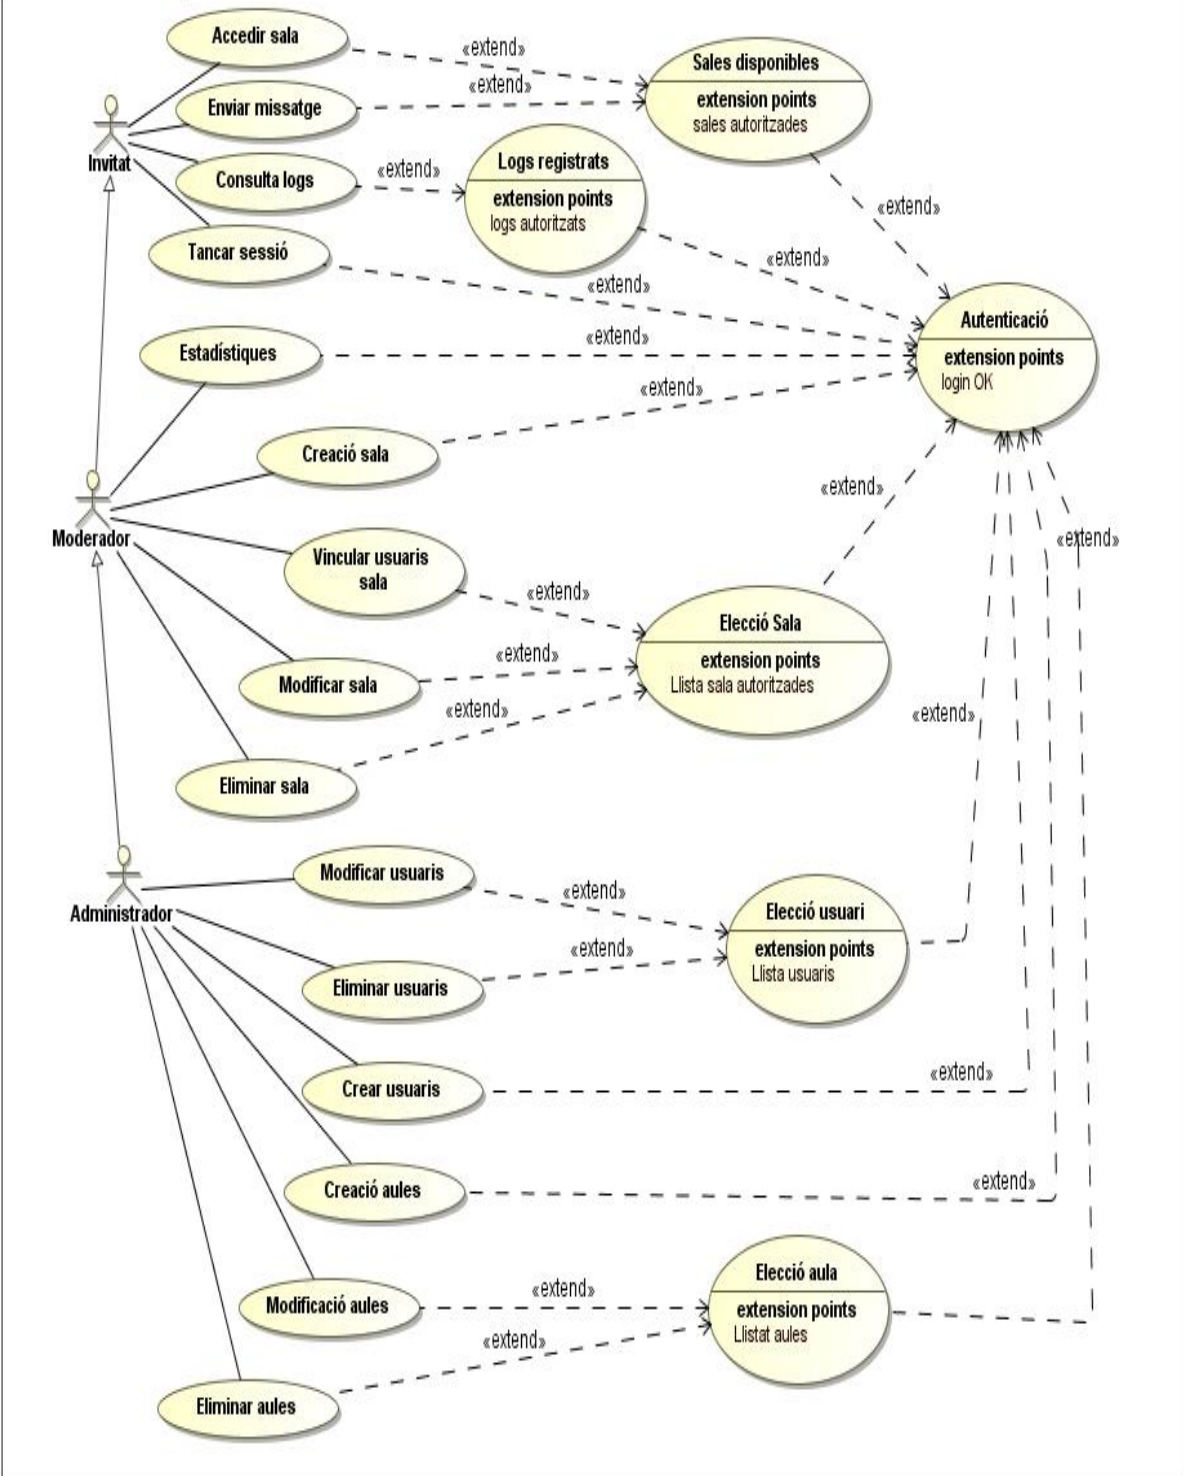 Accedir sala
«extend»
Sales disponibles
extension points
sales autoritzades
Enviar missatge
«extend»
Invitat
Consulta logs
«extend»
Logs registrats
extension points
logs autoritzats
«extend»
«extend»
Tancar sessió
«extend»
Autenticació
extension points
login OK
Estadístiques
«extend»
Creació sala
«extend»
Moderador
Vincular usuaris
sala
«extend»
«extend»
«extend»
Elecció Sala
extension points
Llista sala autoritzades
Modificar sala
«extend»
Eliminar sala
«extend»
«extend»
Administrador
Modificar usuaris
«extend»
Elecció usuari
extension points
Llista usuaris
Eliminar usuaris
«extend»
Crear usuaris
«extend»
Creació aules
«extend»
Modificació aules
«extend»
Elecció aula
extension points
Llistat aules
Eliminar aules
«extend»